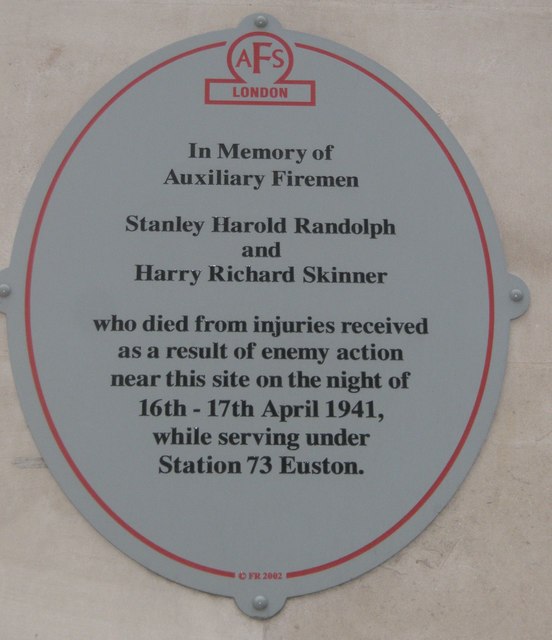 AFS
LONDON
In Memory of
Auxiliary Firemen
Stanley Harold Randolph
and
Harry Richard Skinner
who died from injuries received
as a result of enemy action
near this site on the night of
16th - 17th April 1941,
while serving under
Station 73 Euston.
© FR 2002